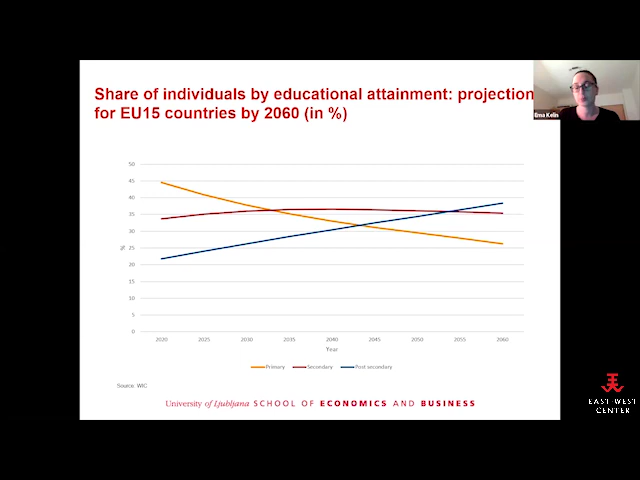 Share of individuals by educational attainment: projection
for EU15 countries by 2060 (in %)
Ema Kelin
50
45
40
35
30
25
20
15
10
5
0
%
2020 2025 2030 2035 2040 2045 2050 2055 2060
Year
Primary Secondary Post secondary
Source: WIC
University of Ljubljana SCHOOL OF ECONOMICS AND BUSINESS
EAST-WEST
CENTER